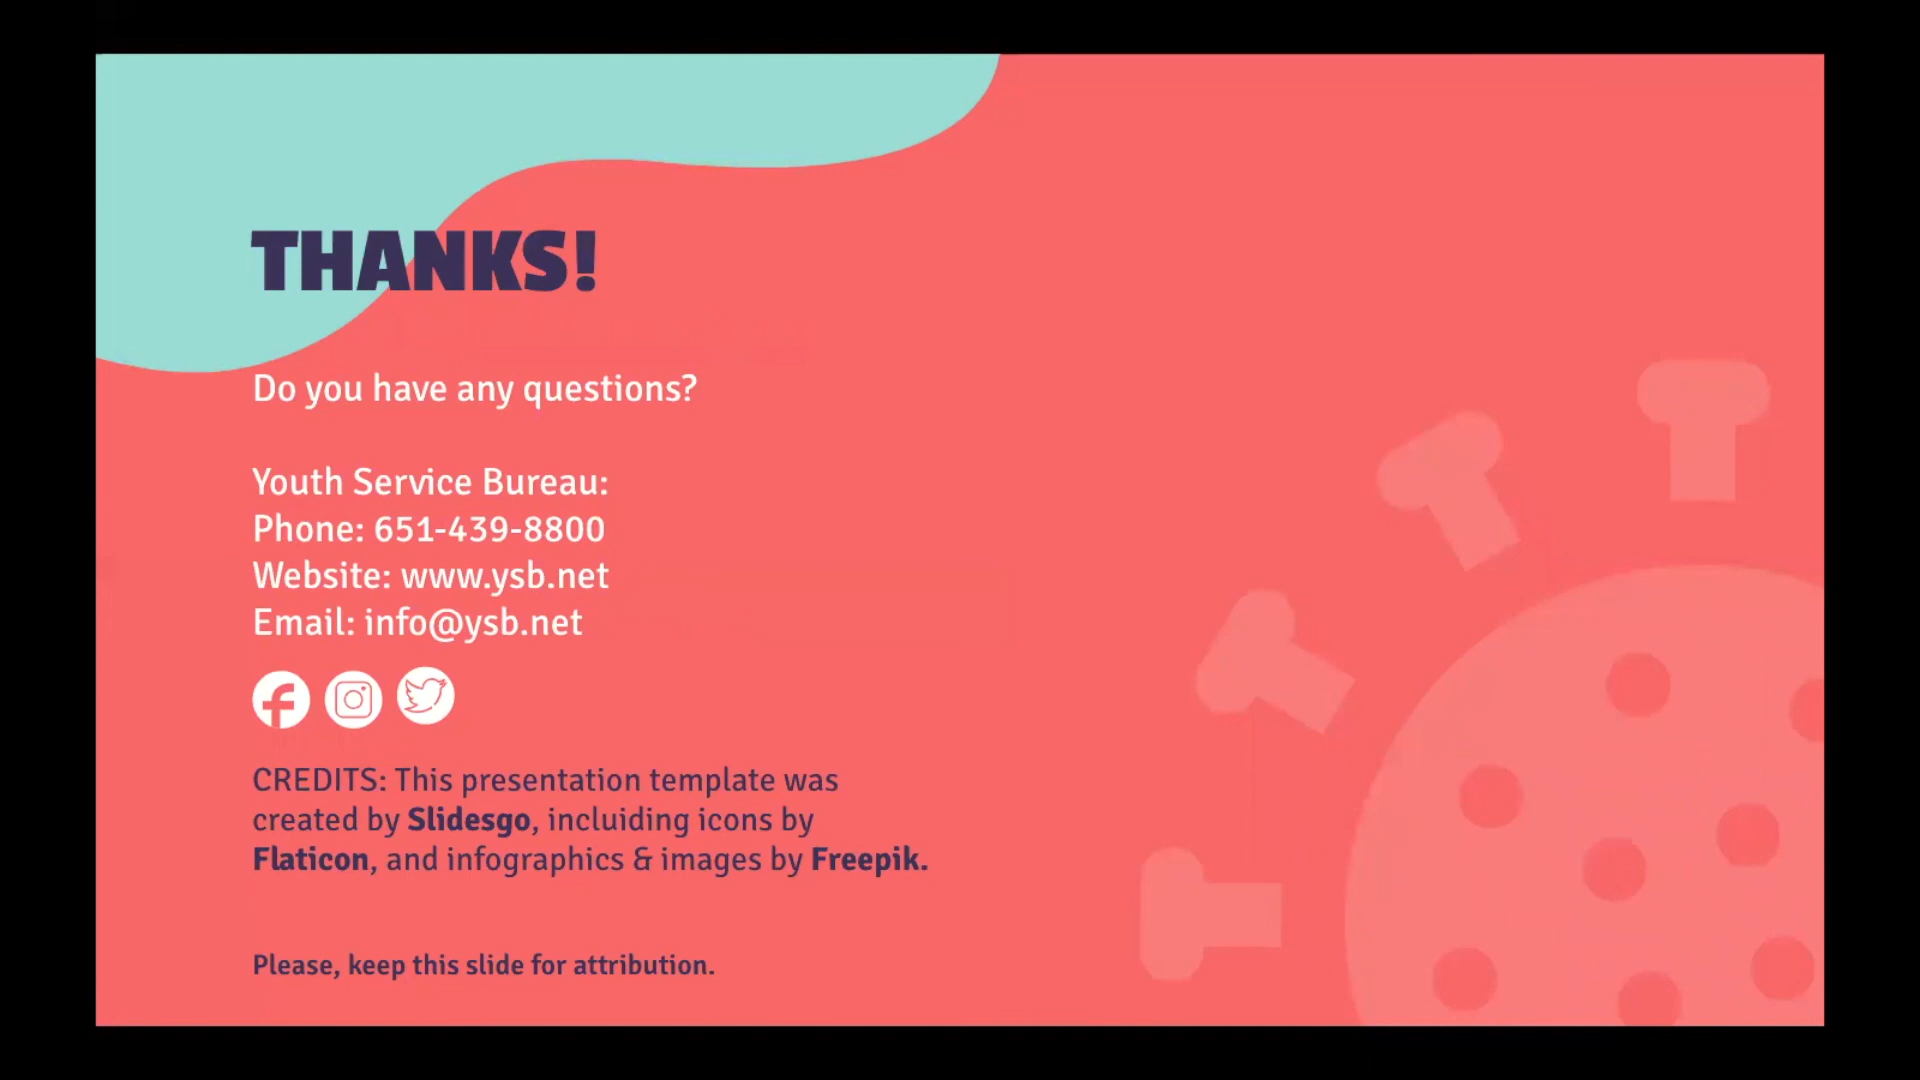 THANKS!
Do you have any questions?
Youth Service Bureau:
Phone: 651-439-8800
Website: www.ysb.net
Email: info@ysb.net
CREDITS: This presentation template was
created by Slidesgo, incluiding icons by
Flaticon, and infographics & images by Freepik.
Please, keep this slide for attribution.